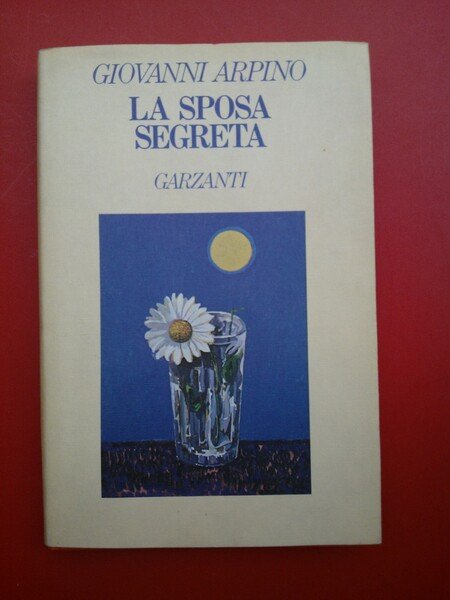 GIOVANNI ARPINO
LA SPOSA
SEGRETA
GARZANTI